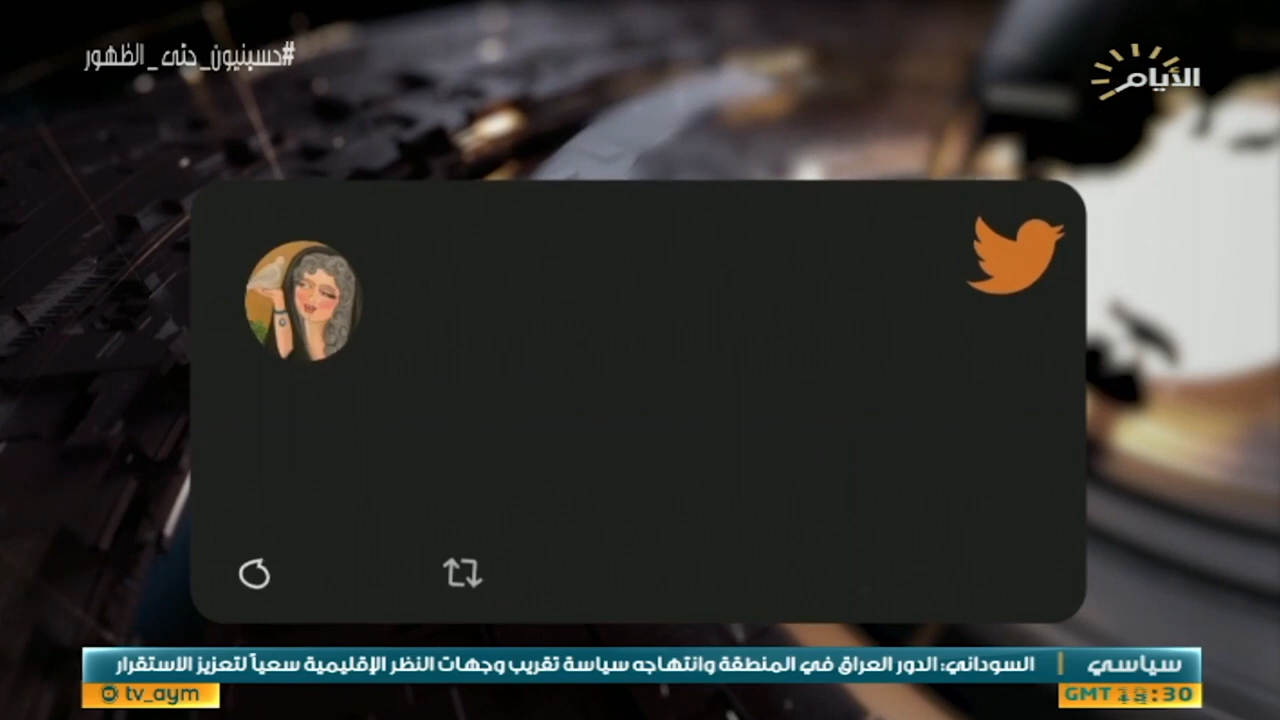 #حسينيون_حتى_الظهور
الأيام
سياسي | السوداني: الدور العراق في المنطقة وانتهاجه سياسة تقريب وجهات النظر الإقليمية سعياً لتعزيز الاستقرار
tv_aym
GMT :30